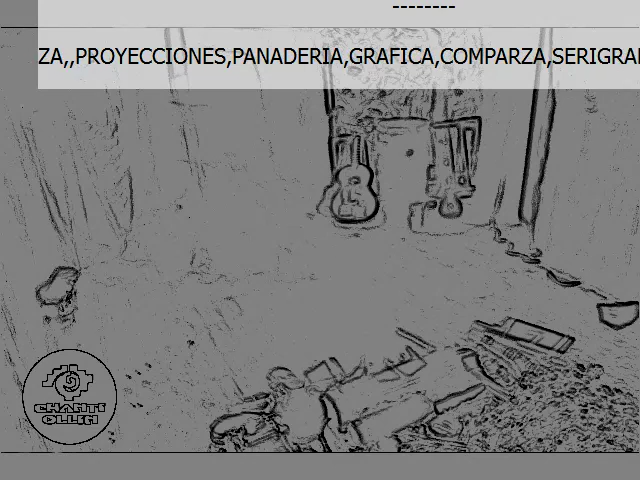 --------
ZA,,PROYECCIONES,PANADERIA,GRAFICA,COMPARZA,SERIGRA
CHANTI
OLLIN